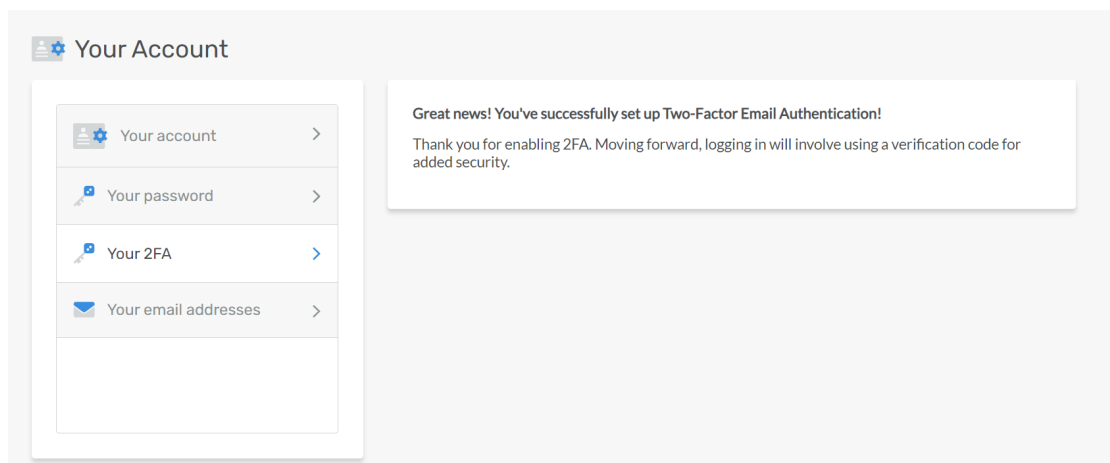 Your Account
Your account
Your password
Your 2FA
Your email addresses
Great news! You've successfully set up Two-Factor Email Authentication!
Thank you for enabling 2FA. Moving forward, logging in will involve using a verification code for
added security.